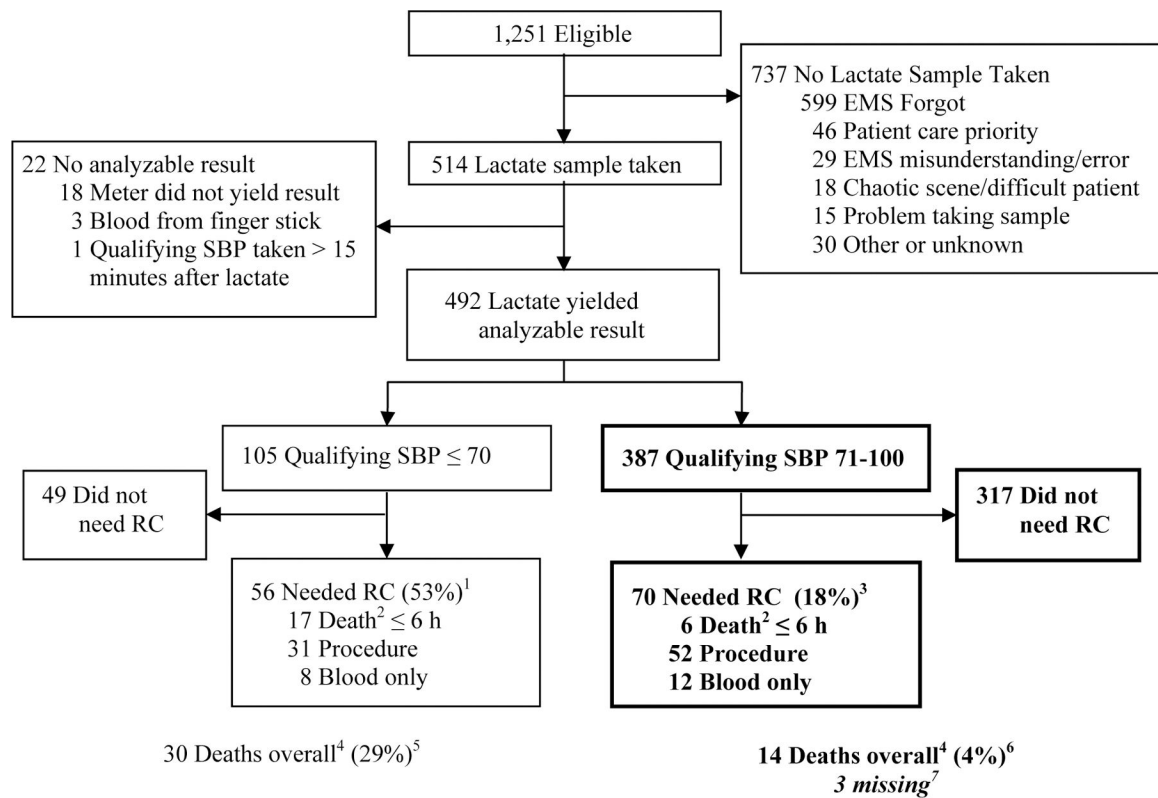 1,251 Eligible
737 No Lactate Sample Taken
599 EMS Forgot
46 Patient care priority
29 EMS misunderstanding/error
18 Chaotic scene/difficult patient
15 Problem taking sample
30 Other or unknown
514 Lactate sample taken
22 No analyzable result
18 Meter did not yield result
3 Blood from finger stick
1 Qualifying SBP taken > 15
minutes after lactate
492 Lactate yielded
analyzable result
105 Qualifying SBP ≤ 70
387 Qualifying SBP 71-100
49 Did not
need RC
317 Did not
need RC
56 Needed RC (53%)¹
17 Death² ≤ 6 h
31 Procedure
8 Blood only
70 Needed RC (18%)³
6 Death² ≤ 6 h
52 Procedure
12 Blood only
30 Deaths overall⁴ (29%)⁵
14 Deaths overall⁴ (4%)⁶
3 missing⁷